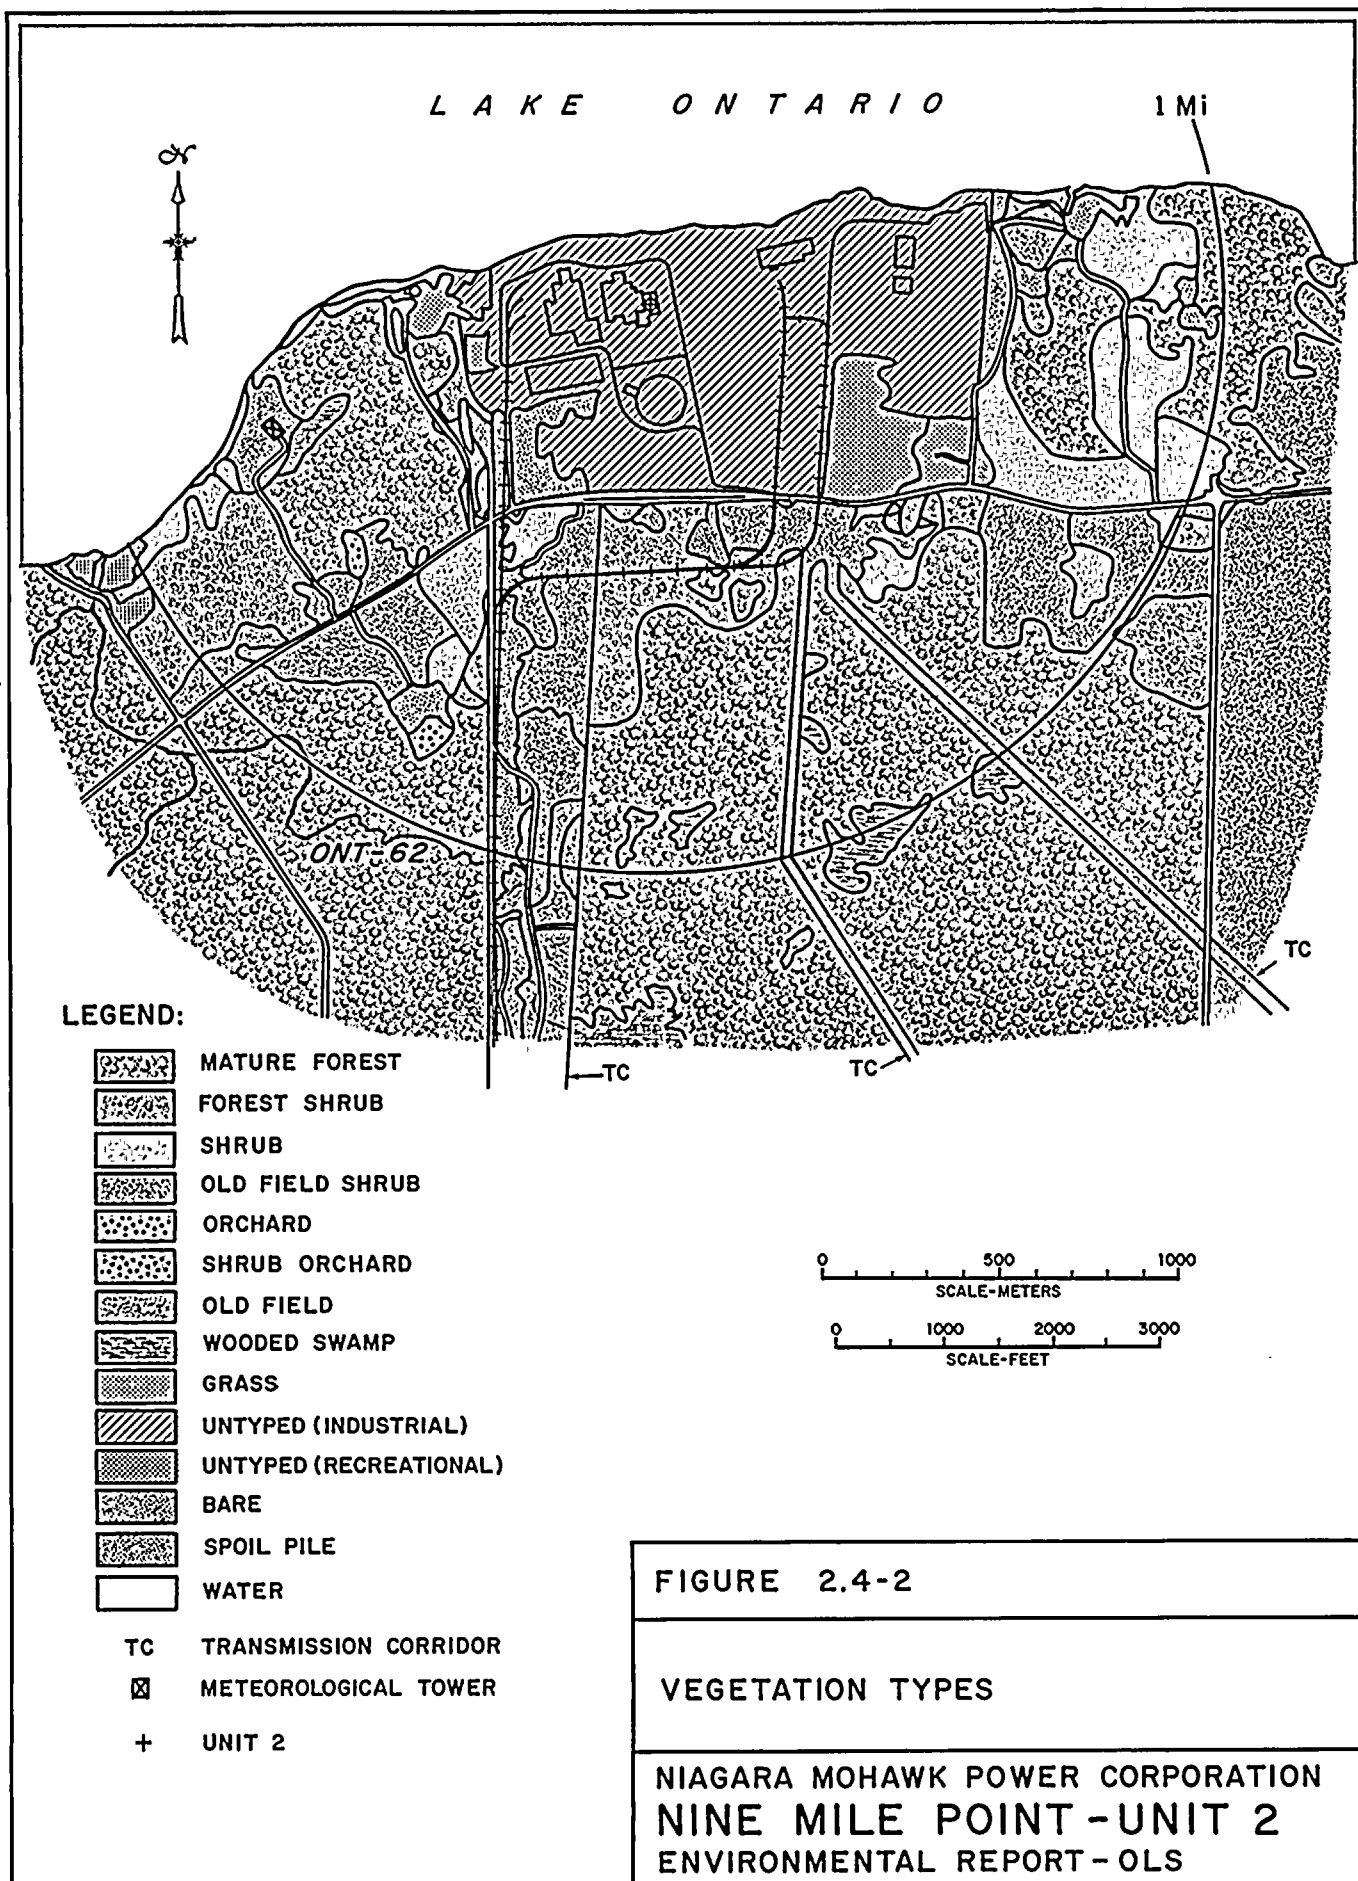 LAKE ONTARIO
1 Mi
N
ONT-62
TC
TC
TC
LEGEND:
MATURE FOREST
FOREST SHRUB
SHRUB
OLD FIELD SHRUB
ORCHARD
SHRUB ORCHARD
OLD FIELD
WOODED SWAMP
GRASS
UNTYPED (INDUSTRIAL)
UNTYPED (RECREATIONAL)
BARE
SPOIL PILE
WATER
TC TRANSMISSION CORRIDOR
METEOROLOGICAL TOWER
+ UNIT 2
0 500 1000
SCALE-METERS
0 1000 2000 3000
SCALE-FEET
FIGURE 2.4-2
VEGETATION TYPES
NIAGARA MOHAWK POWER CORPORATION
NINE MILE POINT-UNIT 2
ENVIRONMENTAL REPORT-OLS